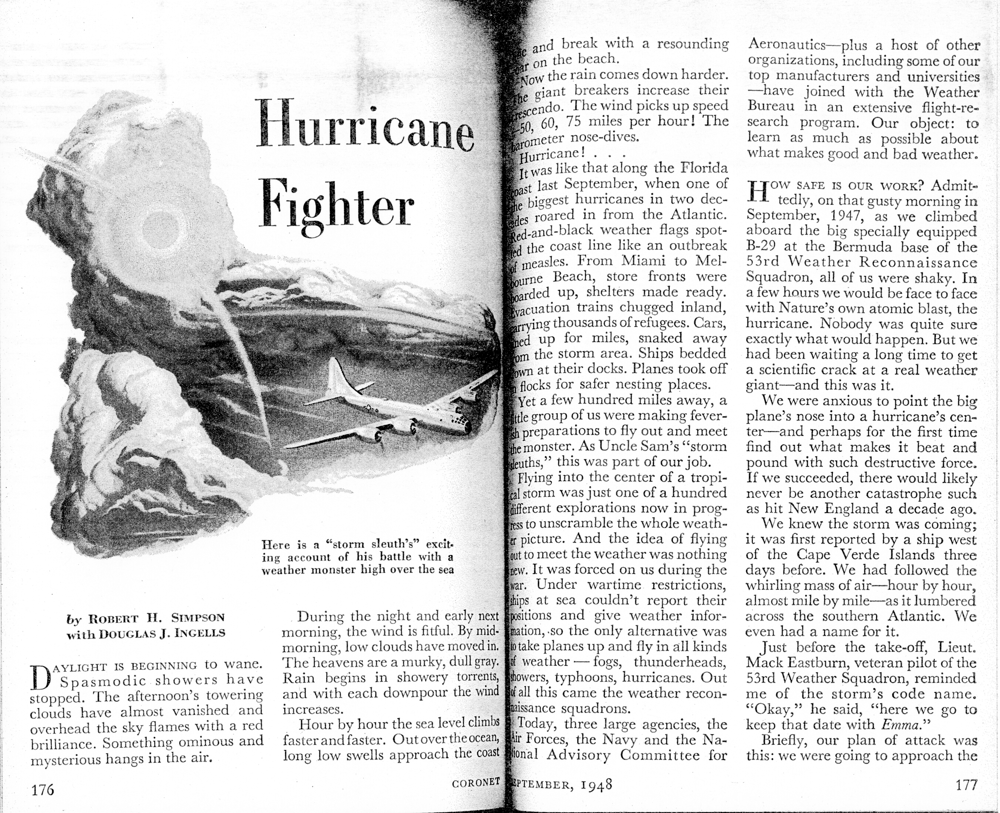 Hurricane
Fighter
Here is a “storm sleuth’s” excit-
ing account of his battle with a
weather monster high over the sea
by ROBERT H. SIMPSON
with DOUGLAS J. INGELLS
DAYLIGHT IS BEGINNING to wane.
Spasmodic showers have
stopped. The afternoon’s towering
clouds have almost vanished and
overhead the sky flames with a red
brilliance. Something ominous and
mysterious hangs in the air.
During the night and early next
morning, the wind is fitful. By mid-
morning, low clouds have moved in.
The heavens are a murky, dull gray.
Rain begins in showery torrents,
and with each downpour the wind
increases.
Hour by hour the sea level climbs
faster and faster. Out over the ocean,
long low swells approach the coast
176
CORONET
and break with a resounding
on the beach.
Now the rain comes down harder.
The giant breakers increase their
crescendo. The wind picks up speed
—50, 60, 75 miles per hour! The
barometer nose-dives.
Hurricane! . . .
It was like that along the Florida
coast last September, when one of
the biggest hurricanes in two dec-
ades roared in from the Atlantic.
Red-and-black weather flags spot-
ted the coast line like an outbreak
of measles. From Miami to Mel-
bourne Beach, store fronts were
boarded up, shelters made ready.
Evacuation trains chugged inland,
carrying thousands of refugees. Cars,
lined up for miles, snaked away
from the storm area. Ships bedded
down at their docks. Planes took off
in flocks for safer nesting places.
Yet a few hundred miles away, a
little group of us were making fever-
ish preparations to fly out and meet
the monster. As Uncle Sam’s “storm
sleuths,” this was part of our job.
Flying into the center of a tropi-
cal storm was just one of a hundred
different explorations now in prog-
ress to unscramble the whole weath-
er picture. And the idea of flying
out to meet the weather was nothing
new. It was forced on us during the
war. Under wartime restrictions,
ships at sea couldn’t report their
positions and give weather infor-
mation, so the only alternative was
to take planes up and fly in all kinds
of weather — fogs, thunderheads,
showers, typhoons, hurricanes. Out
of all this came the weather recon-
naissance squadrons.
Today, three large agencies, the
Air Forces, the Navy and the Na-
tional Advisory Committee for
Aeronautics—plus a host of other
organizations, including some of our
top manufacturers and universities
—have joined with the Weather
Bureau in an extensive flight-re-
search program. Our object: to
learn as much as possible about
what makes good and bad weather.
HOW SAFE IS OUR WORK? Admit-
tedly, on that gusty morning in
September, 1947, as we climbed
aboard the big specially equipped
B-29 at the Bermuda base of the
53rd Weather Reconnaissance
Squadron, all of us were shaky. In
a few hours we would be face to face
with Nature’s own atomic blast, the
hurricane. Nobody was quite sure
exactly what would happen. But we
had been waiting a long time to get
a scientific crack at a real weather
giant—and this was it.
We were anxious to point the big
plane’s nose into a hurricane’s cen-
ter—and perhaps for the first time
find out what makes it beat and
pound with such destructive force.
If we succeeded, there would likely
never be another catastrophe such
as hit New England a decade ago.
We knew the storm was coming;
it was first reported by a ship west
of the Cape Verde Islands three
days before. We had followed the
whirling mass of air—hour by hour,
almost mile by mile—as it lumbered
across the southern Atlantic. We
even had a name for it.
Just before the take-off, Lieut.
Mack Eastburn, veteran pilot of the
53rd Weather Squadron, reminded
me of the storm’s code name.
“Okay,” he said, “here we go to
keep that date with Emma.”
Briefly, our plan of attack was
this: we were going to approach the
SEPTEMBER, 1948
177